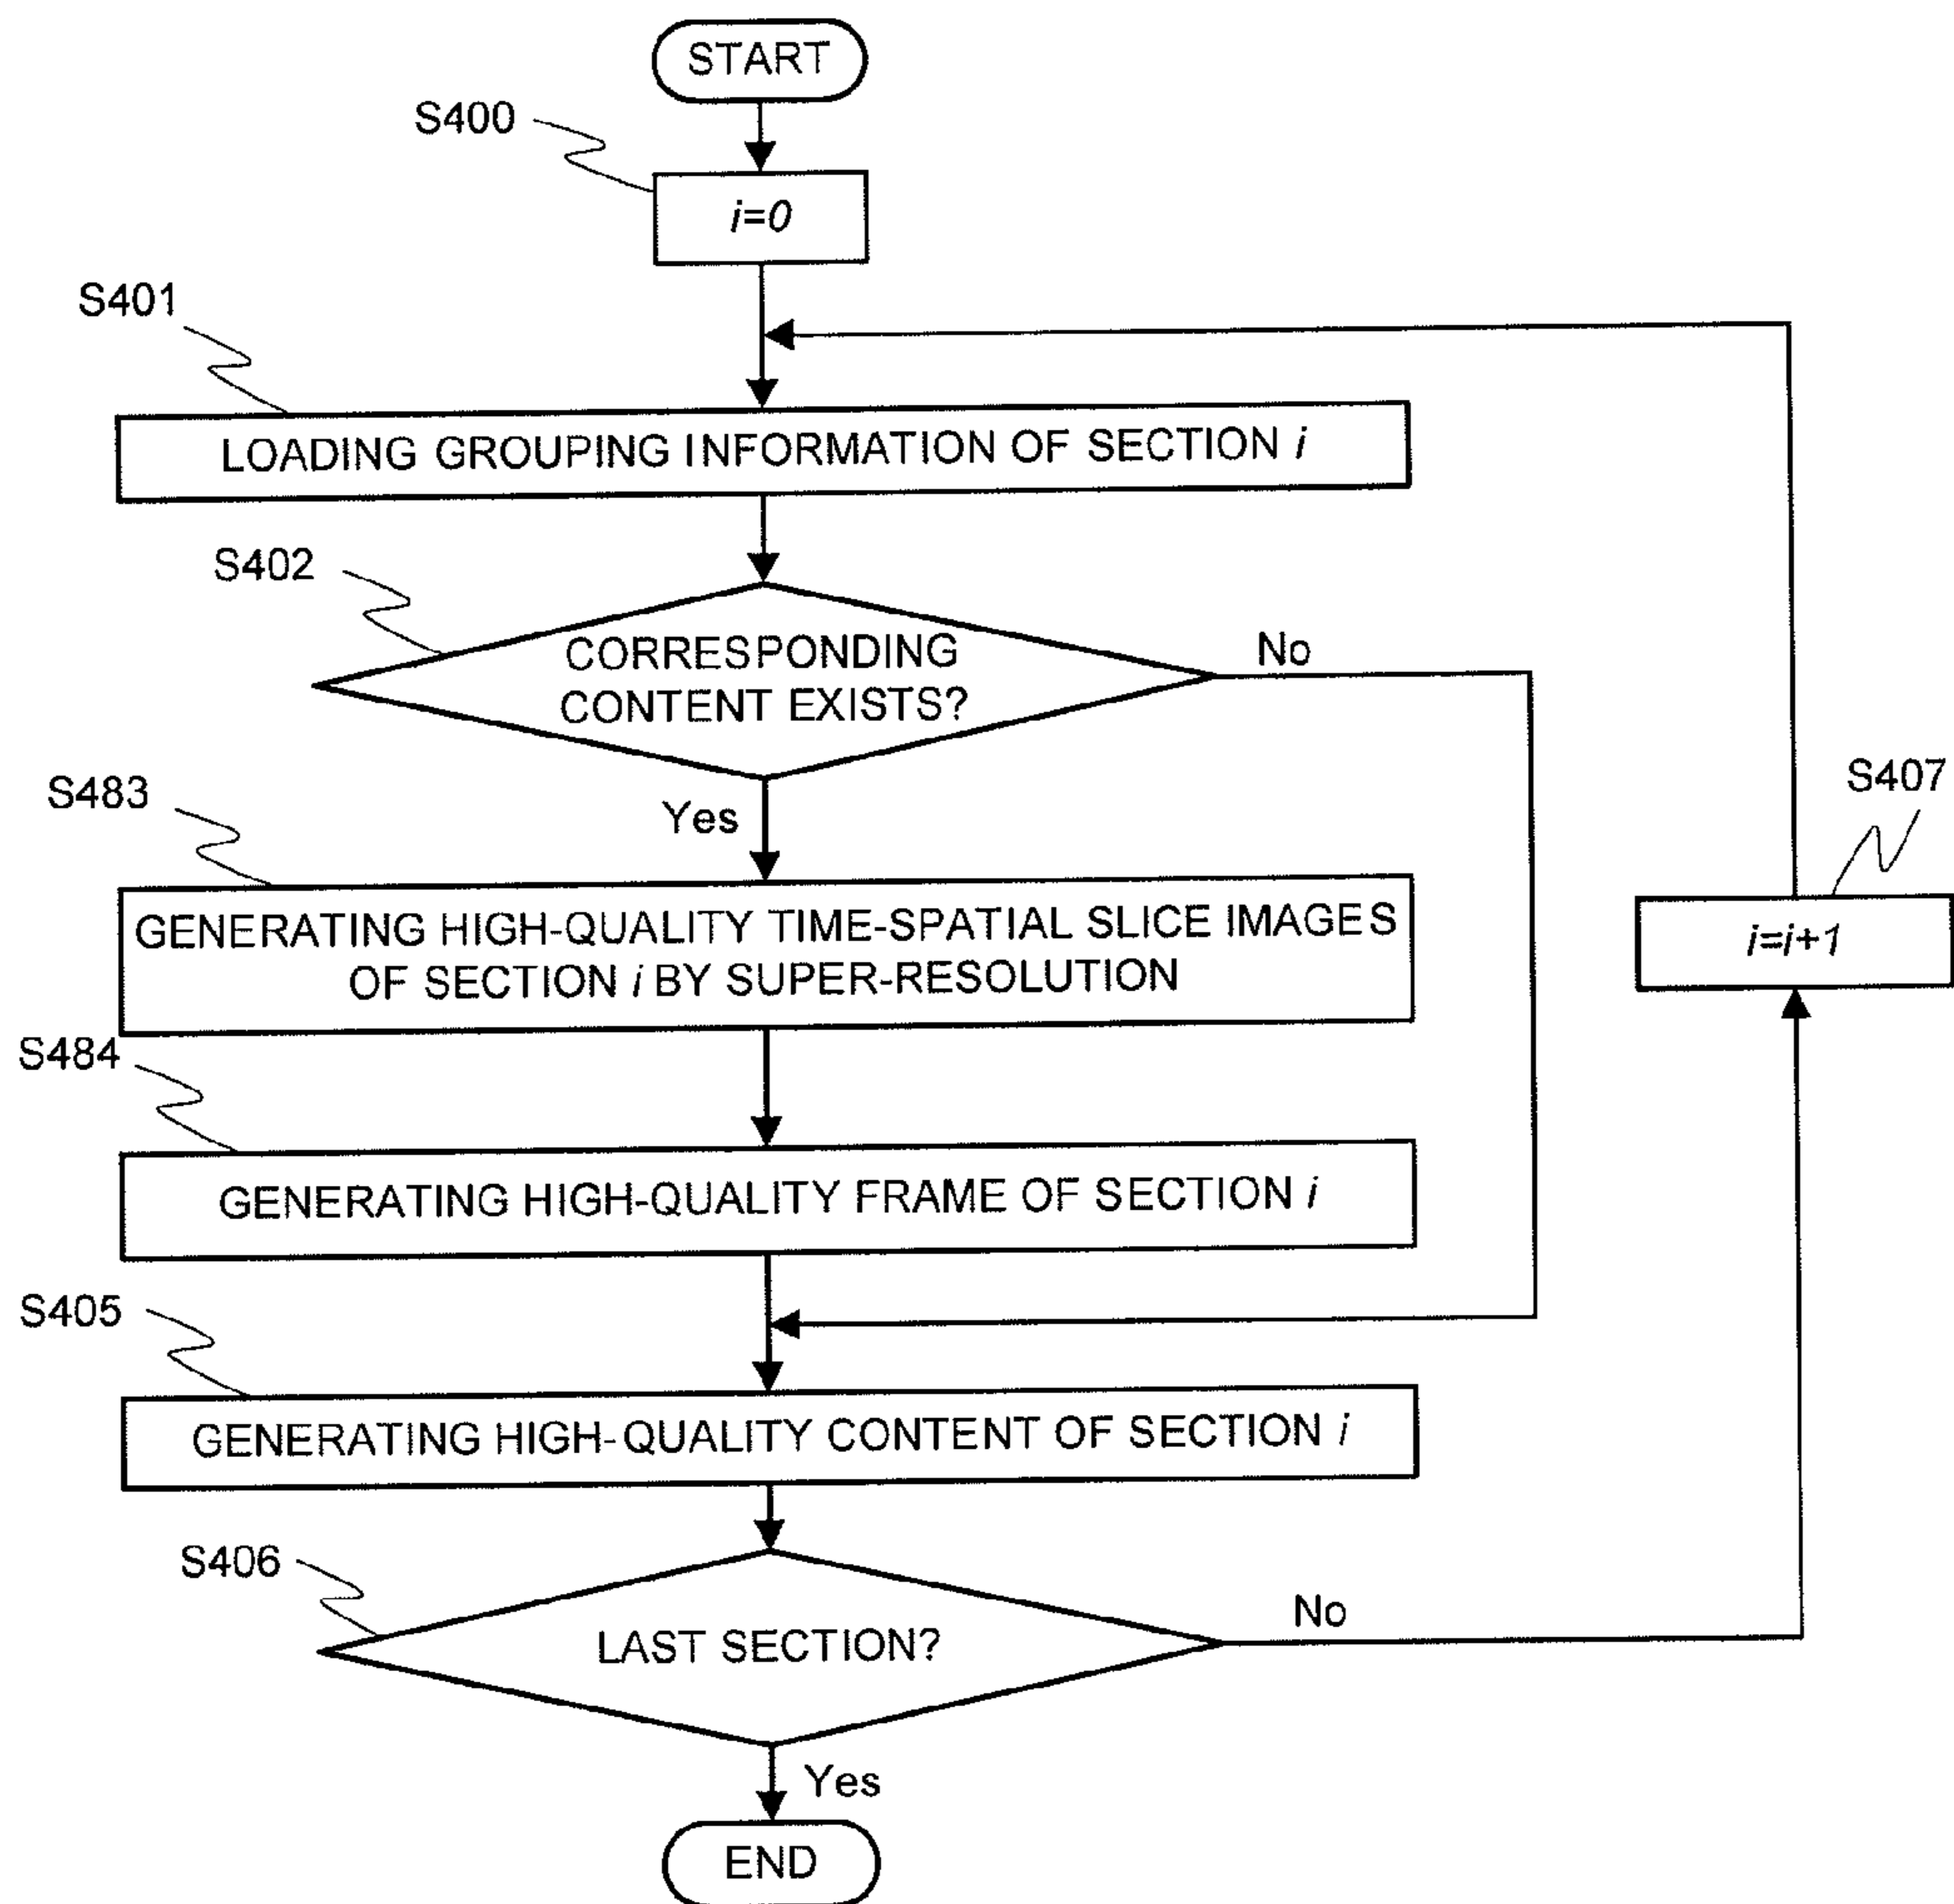 START
S400
i=0
S401
LOADING GROUPING INFORMATION OF SECTION i
S402
CORRESPONDING
CONTENT EXISTS?
No
Yes
S483
GENERATING HIGH-QUALITY TIME-SPATIAL SLICE IMAGES
OF SECTION i BY SUPER-RESOLUTION
S407
i=i+1
S484
GENERATING HIGH-QUALITY FRAME OF SECTION i
S405
GENERATING HIGH-QUALITY CONTENT OF SECTION i
S406
LAST SECTION?
No
Yes
END